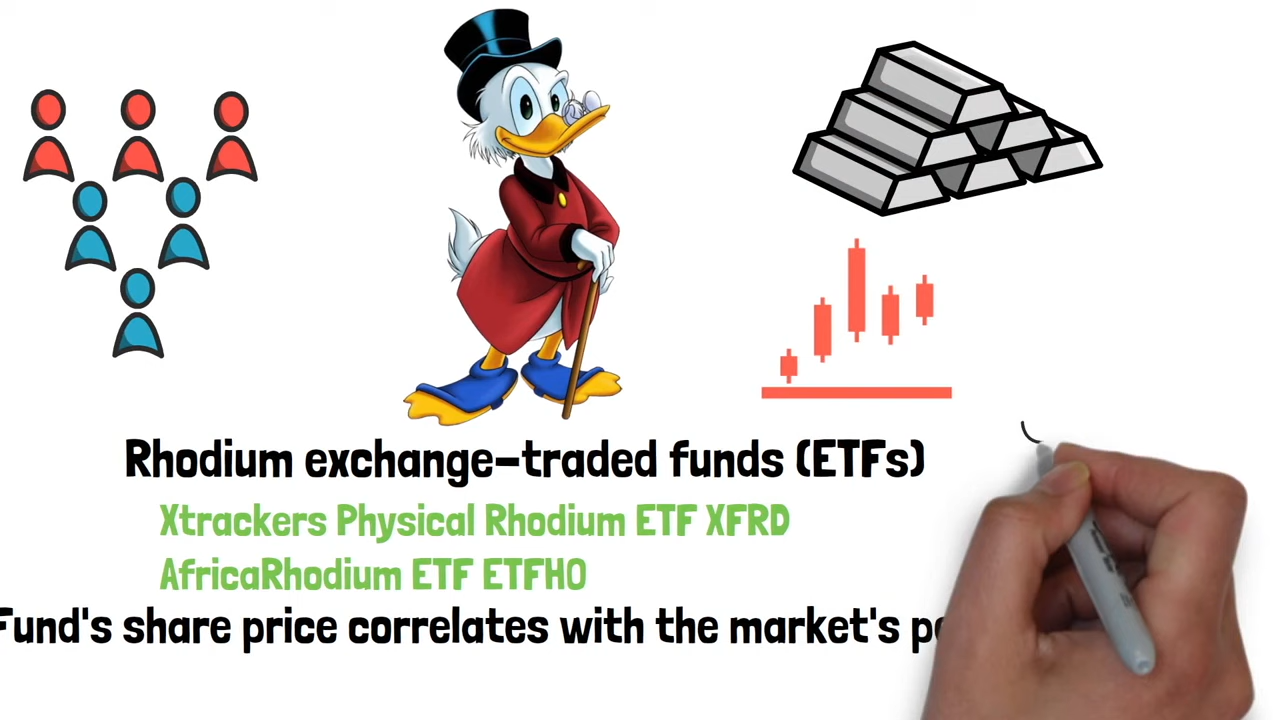 Rhodium exchange-traded funds (ETFs)
Xtrackers Physical Rhodium ETF XFRD
AfricaRhodium ETF ETFHO
Fund's share price correlates with the market's